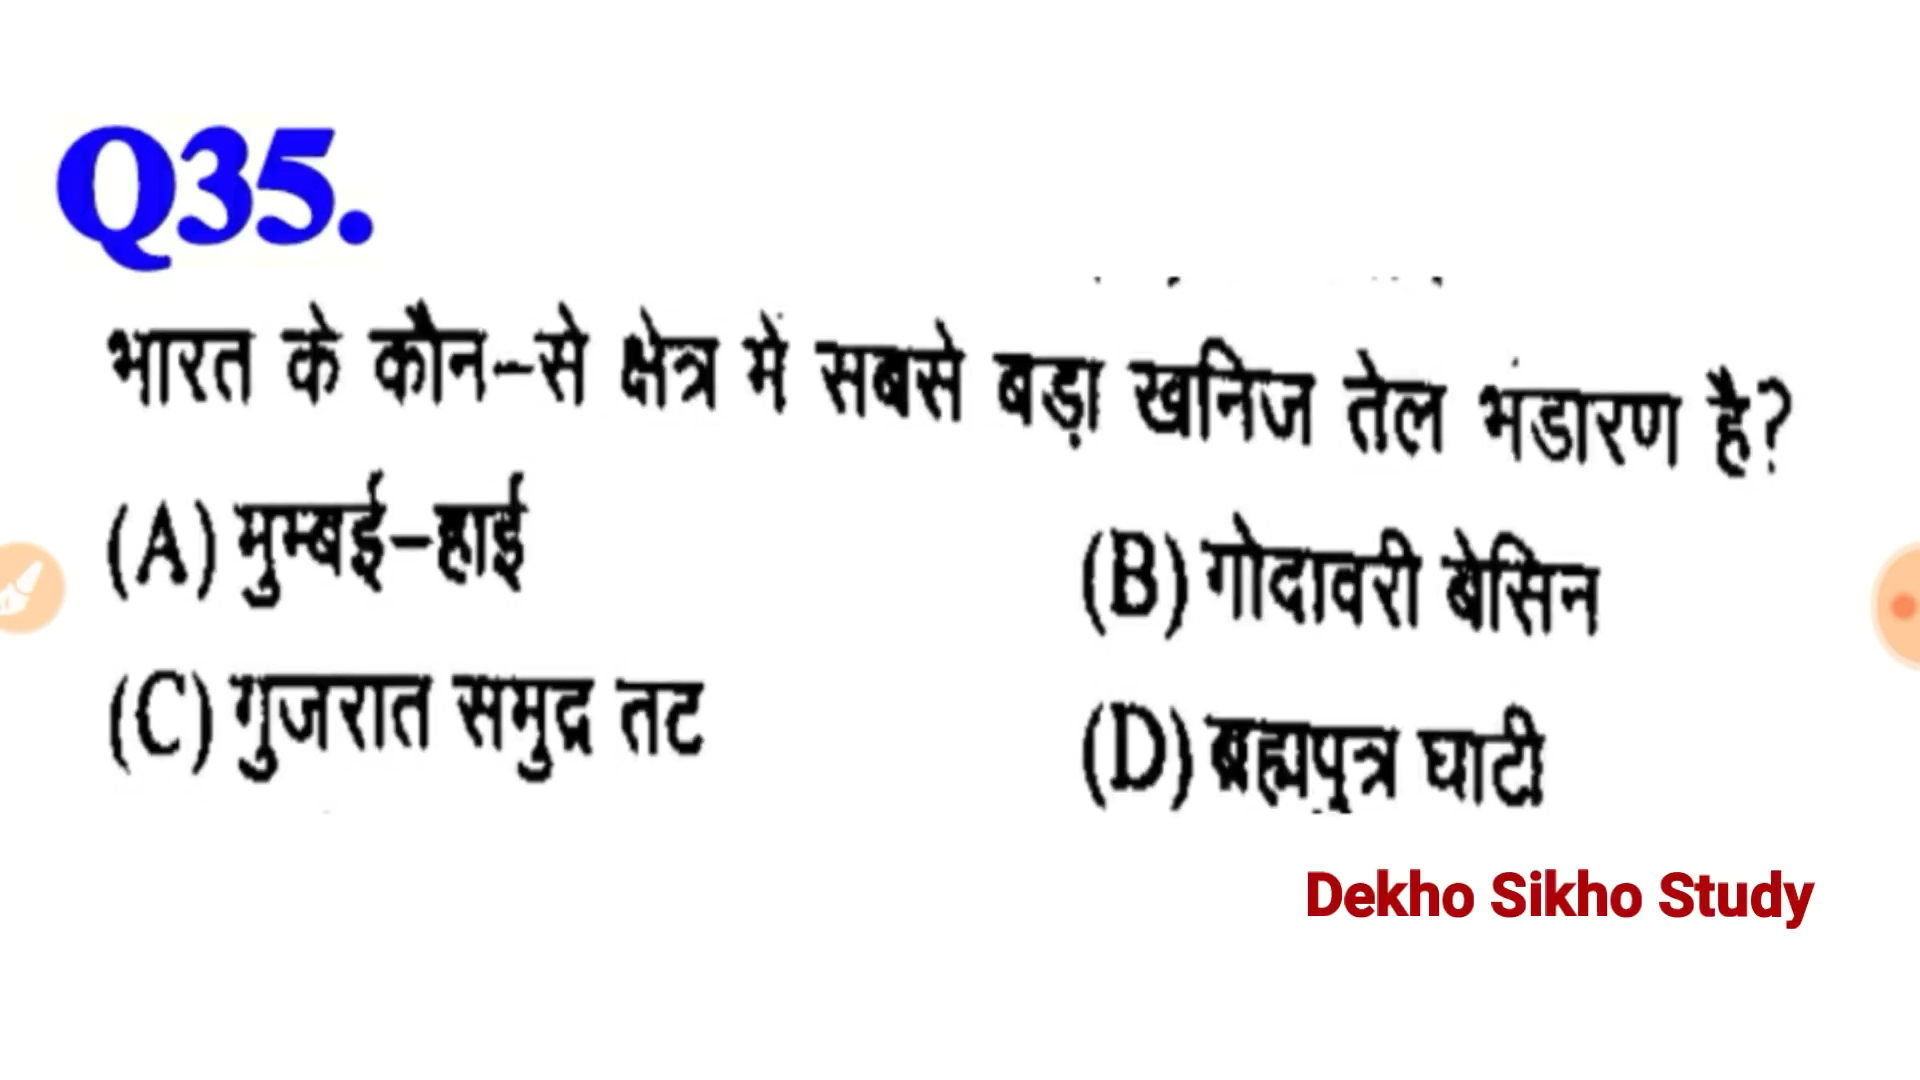 Q35.
भारत के कौन-से क्षेत्र में सबसे बड़ा खनिज तेल भंडारण है?
(A) मुम्बई-हाई (B) गोदावरी बेसिन
(C) गुजरात समुद्र तट (D) ब्रह्मपुत्र घाटी
Dekho Sikho Study